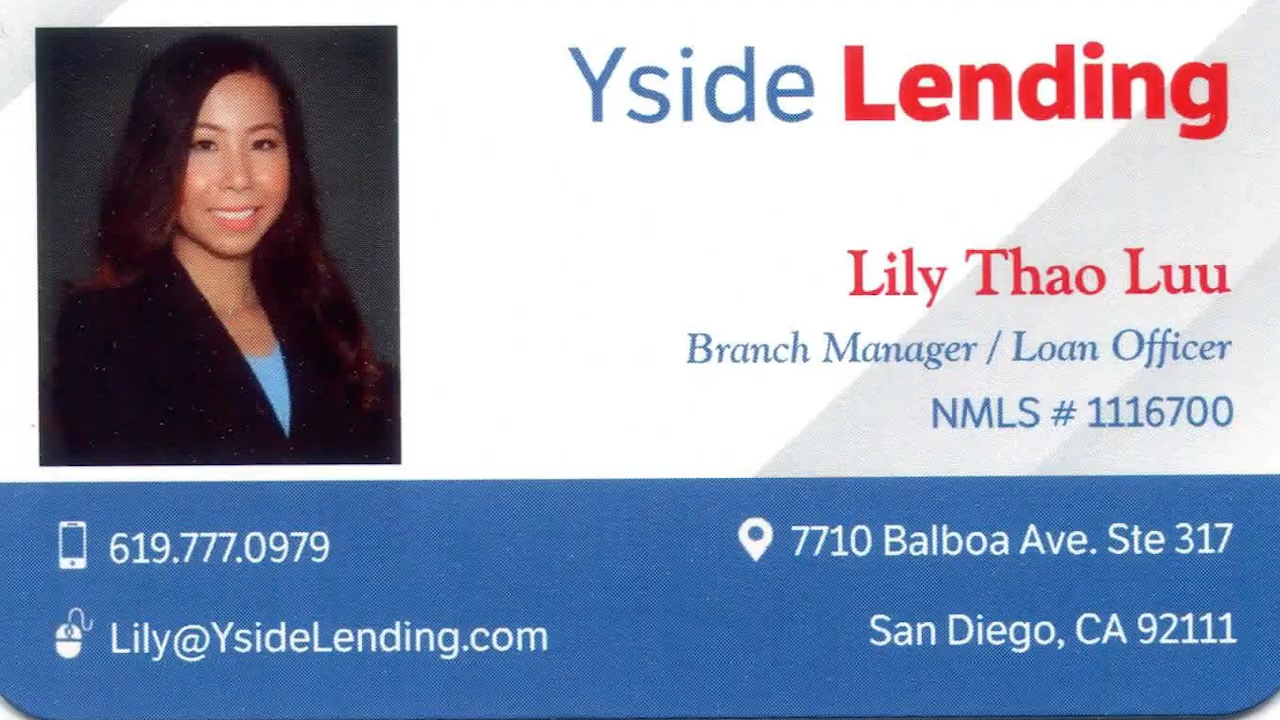 Yside Lending
Lily Thao Luu
Branch Manager / Loan Officer
NMLS # 1116700
619.777.0979
Lily@YsideLending.com
7710 Balboa Ave. Ste 317
San Diego, CA 92111